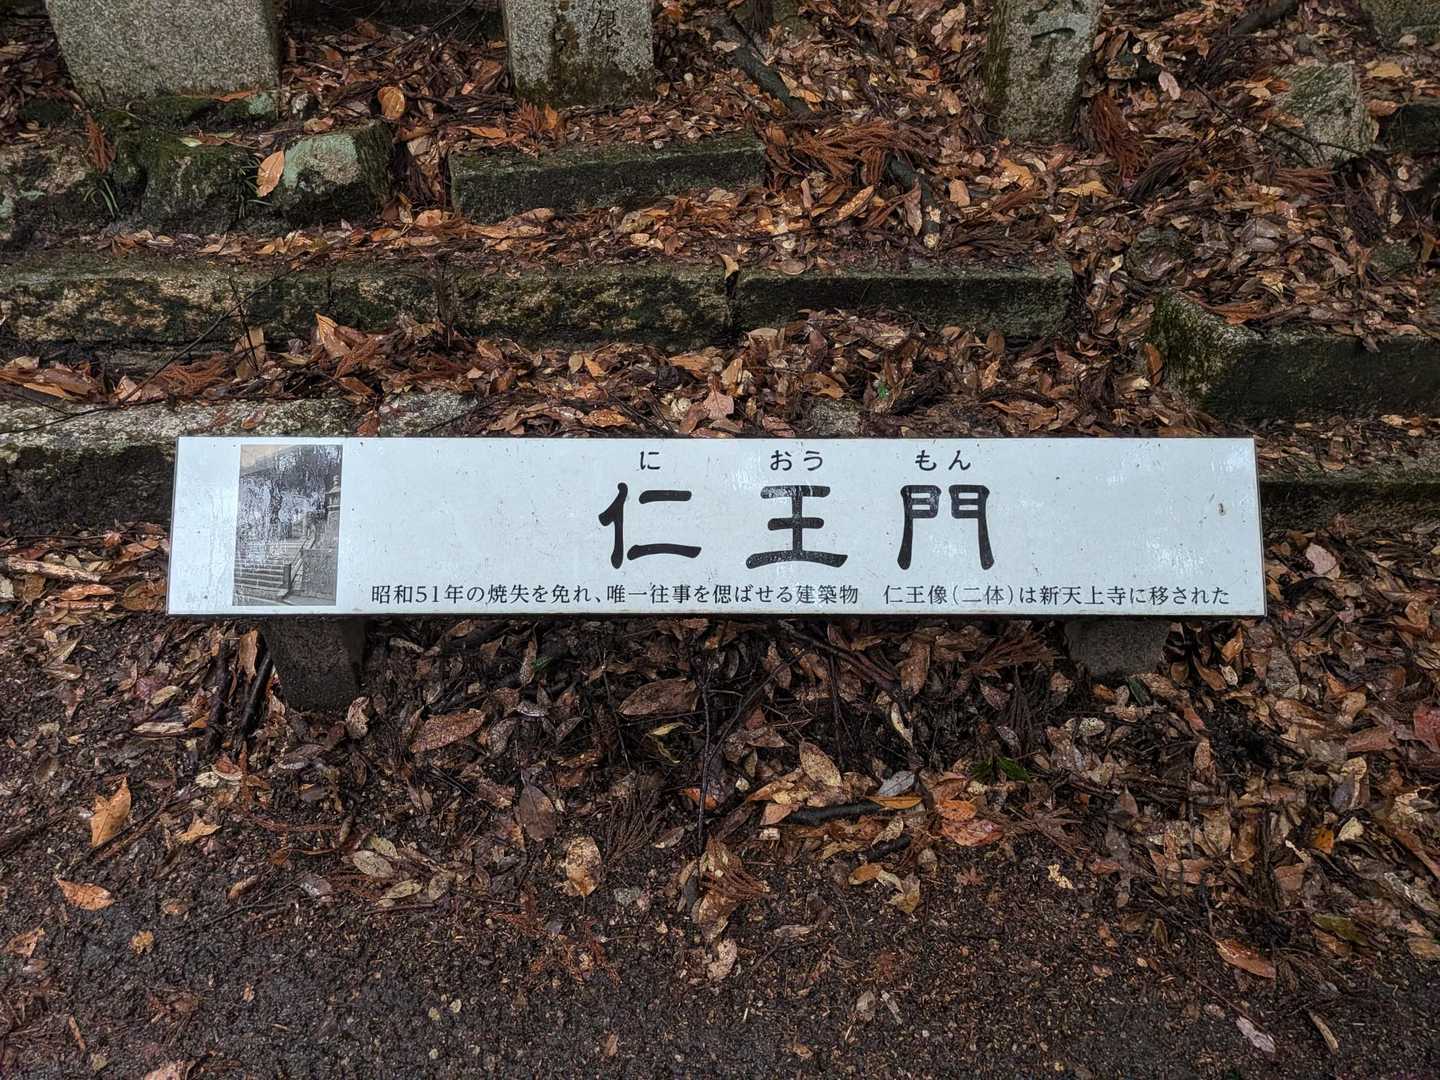 に おう もん
仁王門
昭和51年の焼失を免れ、唯一往事を偲ばせる建築物　仁王像(二体)は新天上寺に移された